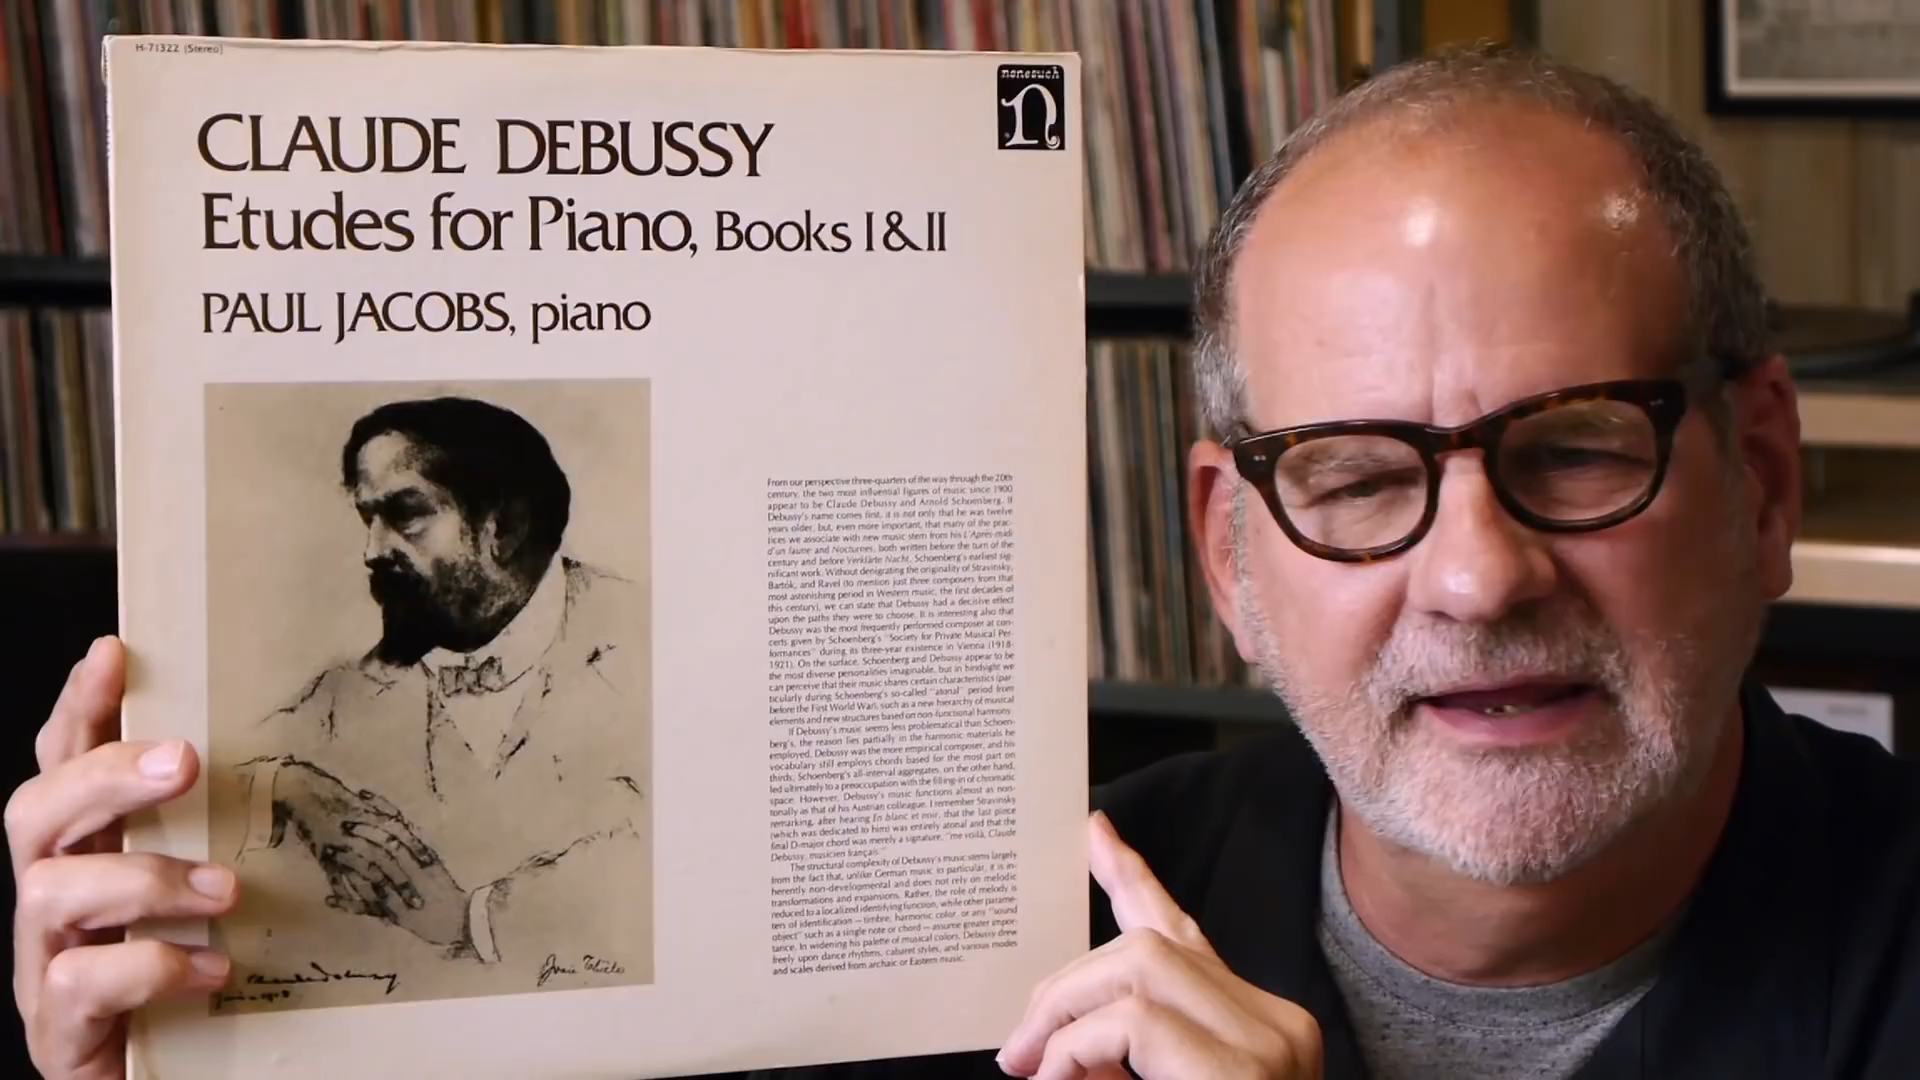 H-71322 (Stereo)
nonesuch
n
CLAUDE DEBUSSY
Etudes for Piano, Books I & II
PAUL JACOBS, piano
From our perspective three-quarters of the way through the 20th
century, the two most influential figures of music since 1900
appear to be Claude Debussy and Arnold Schoenberg. If
Debussy's name comes first, it is not only that he was twelve
years older, but, even more important, that many of the prac-
tices we associate with new music stem from his L'Après-midi
d'un faune and Nocturnes, both written before the turn of the
century and before Verklärte Nacht, Schoenberg's earliest sig-
nificant work. Without denigrating the originality of Stravinsky,
Bartók, and Ravel (to mention just three composers from that
most astonishing period in Western music, the first decades of
this century), we can state that Debussy had a decisive effect
upon the paths they were to choose. It is interesting also that
Debussy was the most frequently performed composer at con-
certs given by Schoenberg's "Society for Private Musical Per-
formances" during its three-year existence in Vienna (1918-
1921). On the surface, Schoenberg and Debussy appear to be
the most diverse personalities imaginable, but in hindsight we
can perceive that their music shares certain characteristics (par-
ticularly during Schoenberg's so-called "atonal" period from
before the First World War), such as a new hierarchy of musical
elements and new structures based on non-functional harmony.
If Debussy's music seems less problematical than Schoen-
berg's, the reason lies partially in the harmonic materials he
employed. Debussy was the more empirical composer, and his
vocabulary still employs chords based for the most part on
thirds; Schoenberg's all-interval aggregates, on the other hand,
led ultimately to a preoccupation with the filling-in of chromatic
space. However, Debussy's music functions almost as non-
tonally as that of his Austrian colleague. I remember Stravinsky
remarking, after hearing En blanc et noir, that the last piece
(which was dedicated to him) was entirely atonal and that the
final D-major chord was merely a signature, "me voilà, Claude
Debussy, musicien français."
The structural complexity of Debussy's music stems largely
from the fact that, unlike German music in particular, it is in-
herently non-developmental and does not rely on melodic
transformations and expansions. Rather, the role of melody is
reduced to a localized identifying function, while other parame-
ters of identification — timbre, harmonic color, or any "sound
object" such as a single note or chord — assume greater impor-
tance. In widening his palette of musical colors, Debussy drew
freely upon dance rhythms, cabaret styles, and various modes
and scales derived from archaic or Eastern music.
Claude Debussy